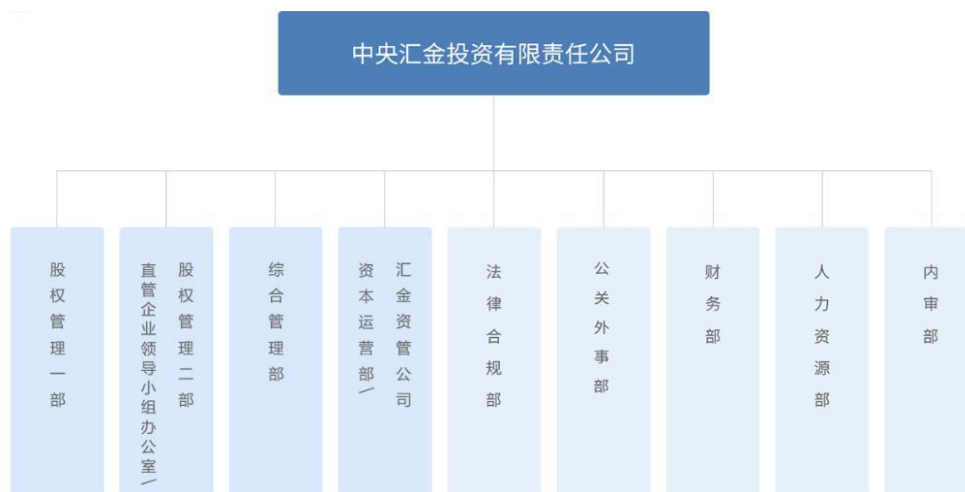 中央汇金投资有限责任公司
股权管理一部
直管企业领导小组办公室/
股权管理二部
综合管理部
资本运营部/
汇金资管公司
法律合规部
公关外事部
财务部
人力资源部
内审部